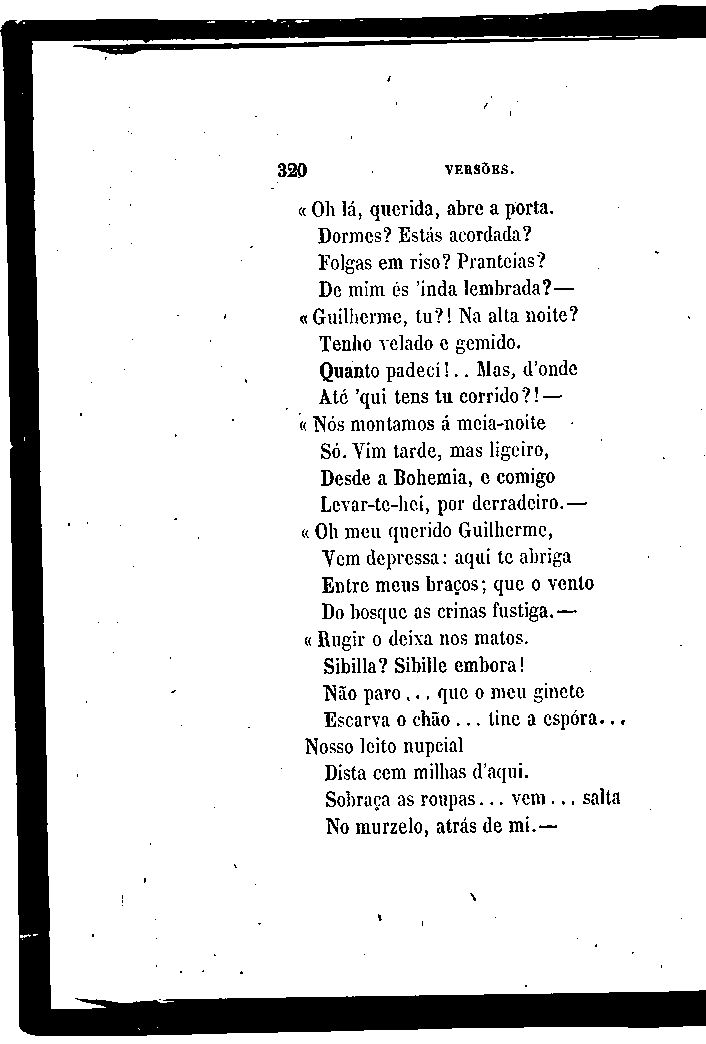 320 VERSÕES.
« Oh lá, querida, abre a porta.
Dormes? Estás acordada?
Folgas em riso? Pranteias?
De mim és 'inda lembrada?—
« Guilherme, tu?! Na alta noite?
Tenho velado e gemido.
Quanto padecí!.. Mas, d'onde
Até 'qui tens tu corrido?!—
« Nós montamos á meia-noite
Só. Vim tarde, mas ligeiro,
Desde a Bohemia, e comigo
Levar-te-hei, por derradeiro.—
« Oh meu querido Guilherme,
Vem depressa: aqui te abriga
Entre meus braços; que o vento
Do bosque as crinas fustiga.—
« Rugir o deixa nos matos.
Sibilla? Sibille embora!
Não paro... que o meu ginete
Escarva o chão... tine a espóra...
Nosso leito nupcial
Dista cem milhas d'aqui.
Sobraça as roupas... vem... salta
No murzelo, atrás de mi.—